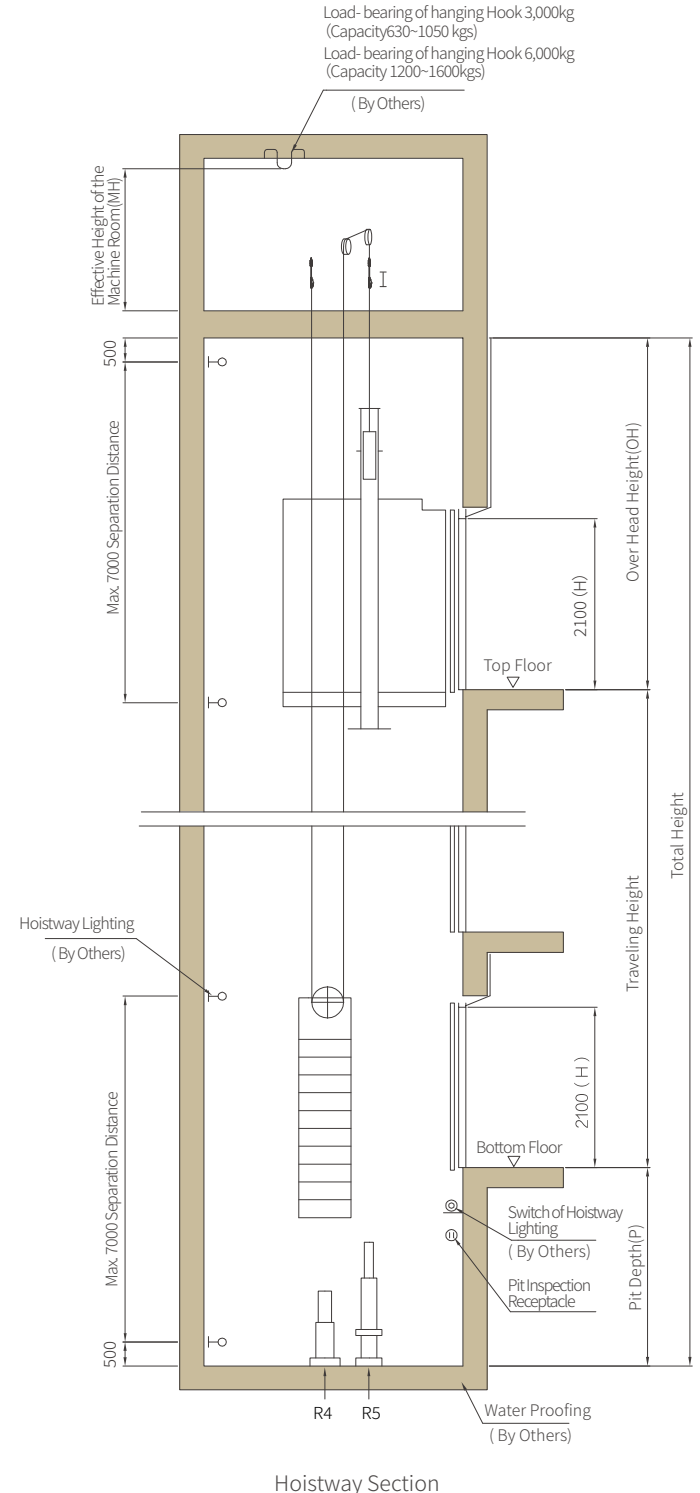 Load- bearing of hanging Hook 3,000kg
(Capacity630~1050 kgs)
Load- bearing of hanging Hook 6,000kg
(Capacity 1200~1600kgs)
( By Others)
Effective Height of the
Machine Room(MH)
500
Max. 7000 Separation Distance
Over Head Height(OH)
2100 (H)
Top Floor
Total Height
Traveling Height
Hoistway Lighting
( By Others)
2100 ( H )
Max. 7000 Separation Distance
Bottom Floor
Switch of Hoistway
Lighting
( By Others)
Pit Depth(P)
Pit Inspection
Receptacle
500
R4
R5
Water Proofing
( By Others)
Hoistway Section